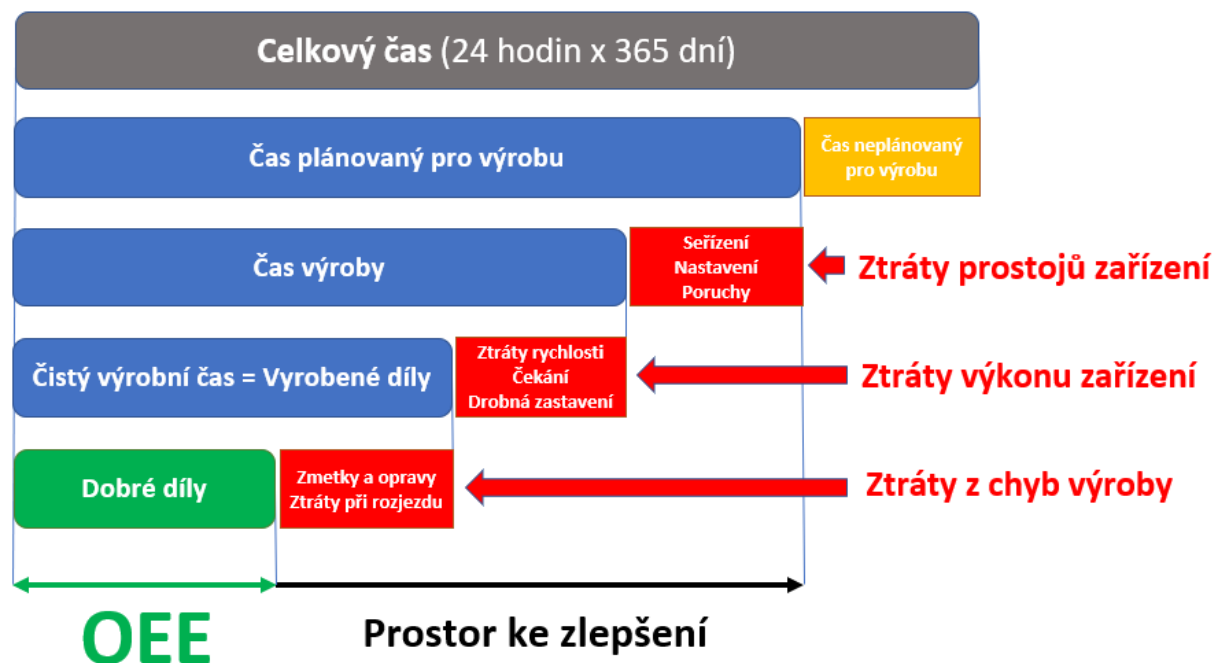 Celkový čas (24 hodin x 365 dní)
Čas plánovaný pro výrobu
Čas neplánovaný
pro výrobu
Čas výroby
Seřízení
Nastavení
Poruchy
Ztráty prostojů zařízení
Čistý výrobní čas = Vyrobené díly
Ztráty rychlosti
Čekání
Drobná zastavení
Ztráty výkonu zařízení
Dobré díly
Zmetky a opravy
Ztráty při rozjezdu
Ztráty z chyb výroby
OEE
Prostor ke zlepšení